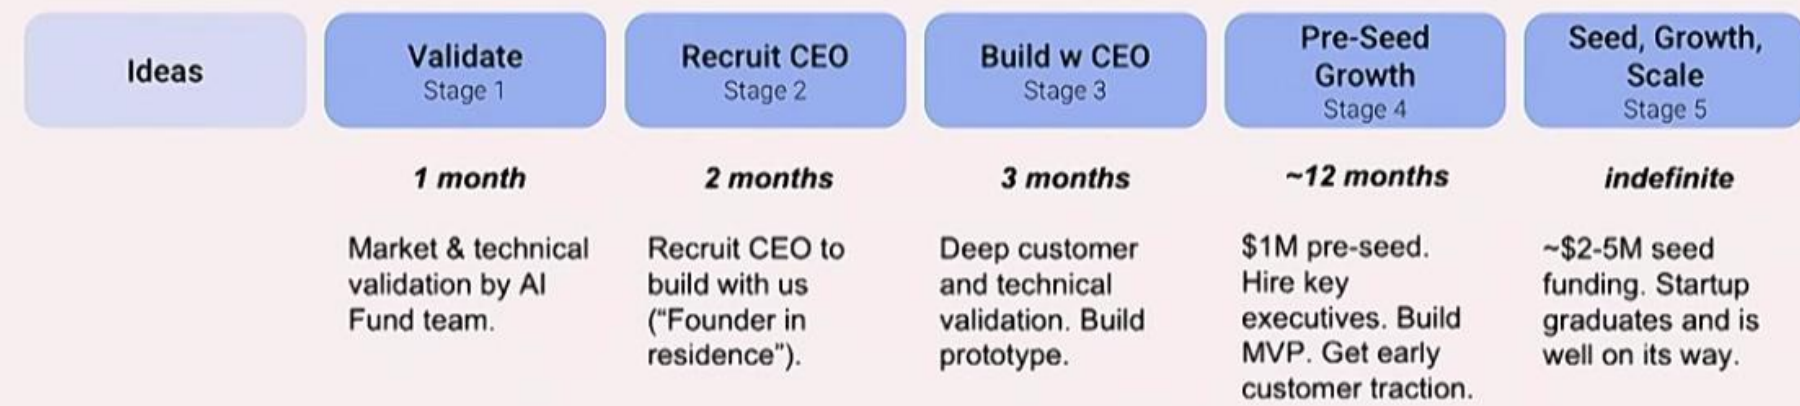 Ideas
Validate
Stage 1
Recruit CEO
Stage 2
Build w CEO
Stage 3
Pre-Seed
Growth
Stage 4
Seed, Growth,
Scale
Stage 5
1 month
2 months
3 months
~12 months
indefinite
Market & technical
validation by AI
Fund team.
Recruit CEO to
build with us
(“Founder in
residence”).
Deep customer
and technical
validation. Build
prototype.
$1M pre-seed.
Hire key
executives. Build
MVP. Get early
customer traction.
~$2-5M seed
funding. Startup
graduates and is
well on its way.